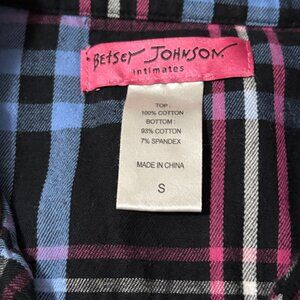 BETSEY JOHNSON
intimates
TOP :
100% COTTON
BOTTOM :
93% COTTON
7% SPANDEX
MADE IN CHINA
S